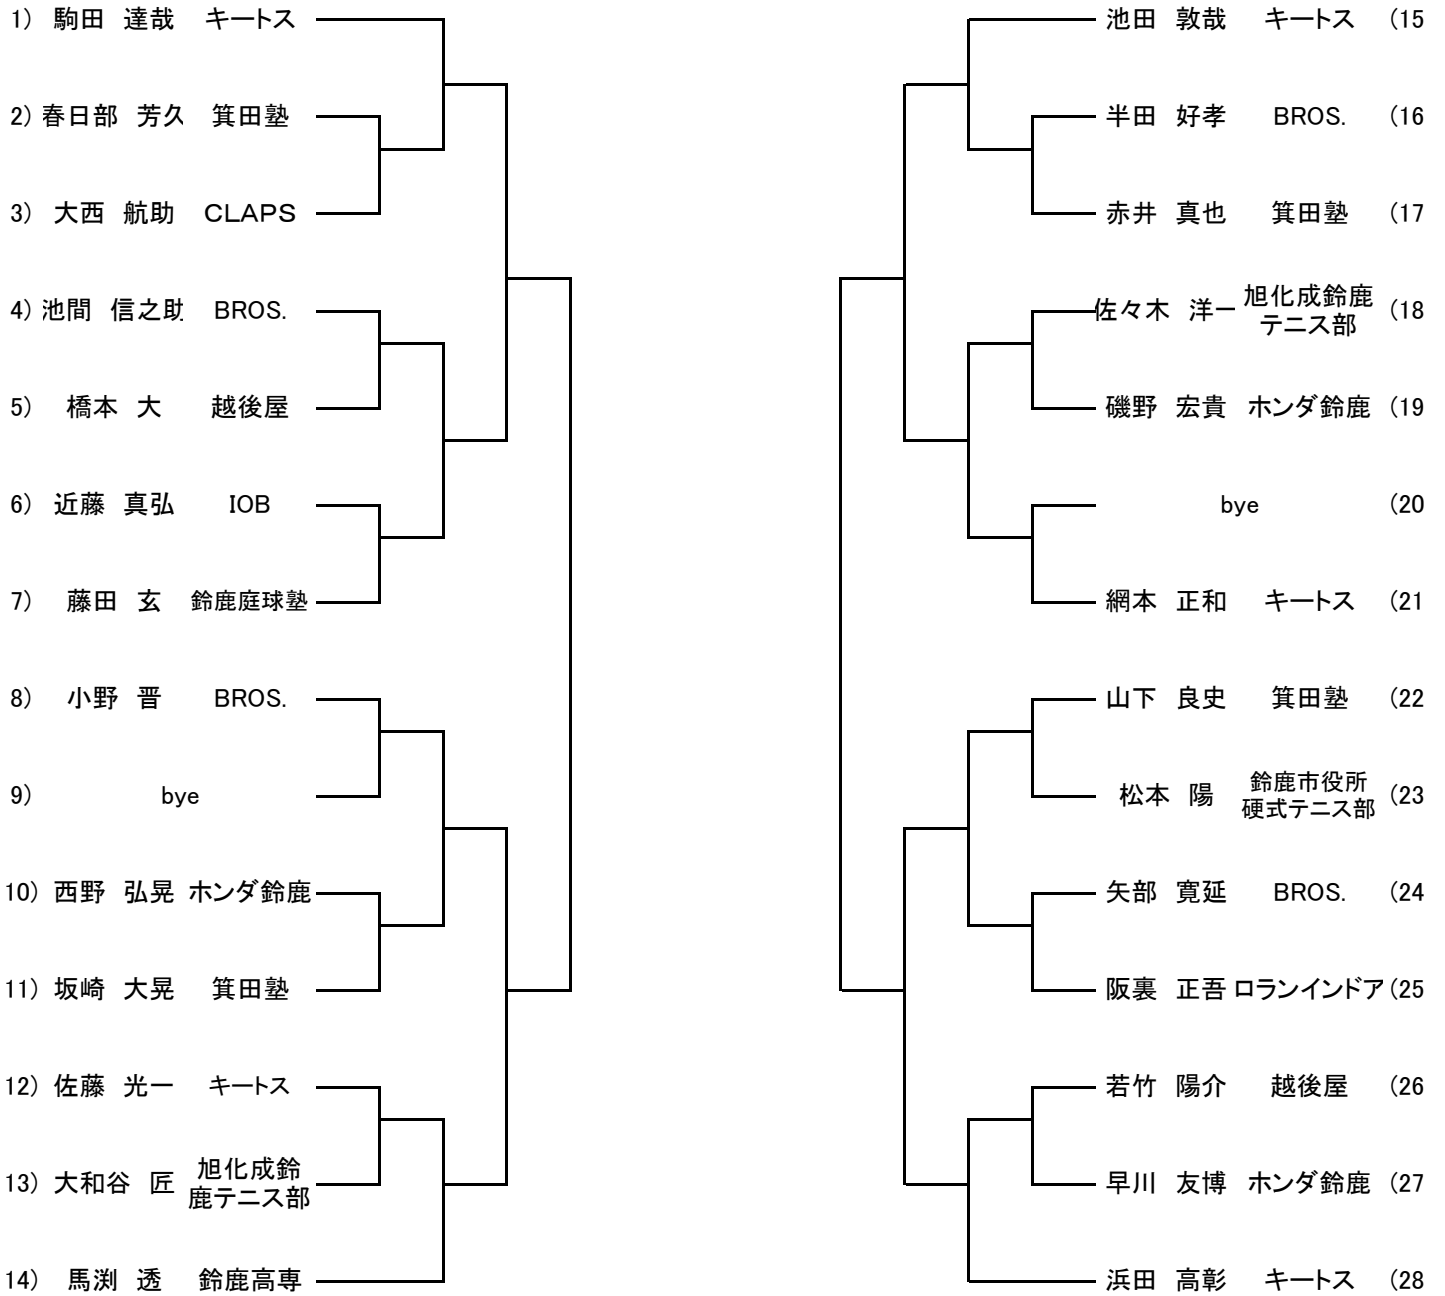 1) 駒田 達哉 キートス
2) 春日部 芳久 箕田塾
3) 大西 航助 CLAPS
4) 池間 信之助 BROS.
5) 橋本 大 越後屋
6) 近藤 真弘 IOB
7) 藤田 玄 鈴鹿庭球塾
8) 小野 晋 BROS.
9) bye
10) 西野 弘晃 ホンダ鈴鹿
11) 坂崎 大晃 箕田塾
12) 佐藤 光一 キートス
13) 大和谷 匠 旭化成鈴
鹿テニス部
14) 馬渕 透 鈴鹿高専
池田 敦哉 キートス (15
半田 好孝 BROS. (16
赤井 真也 箕田塾 (17
佐々木 洋一 旭化成鈴鹿
テニス部 (18
磯野 宏貴 ホンダ鈴鹿 (19
bye (20
網本 正和 キートス (21
山下 良史 箕田塾 (22
松本 陽 鈴鹿市役所
硬式テニス部 (23
矢部 寛延 BROS. (24
阪裏 正吾 ロランインドア (25
若竹 陽介 越後屋 (26
早川 友博 ホンダ鈴鹿 (27
浜田 高彰 キートス (28